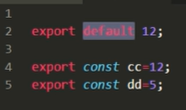 1
2 export default 12;
3
4 export const cc=12;
5 export const dd=5;